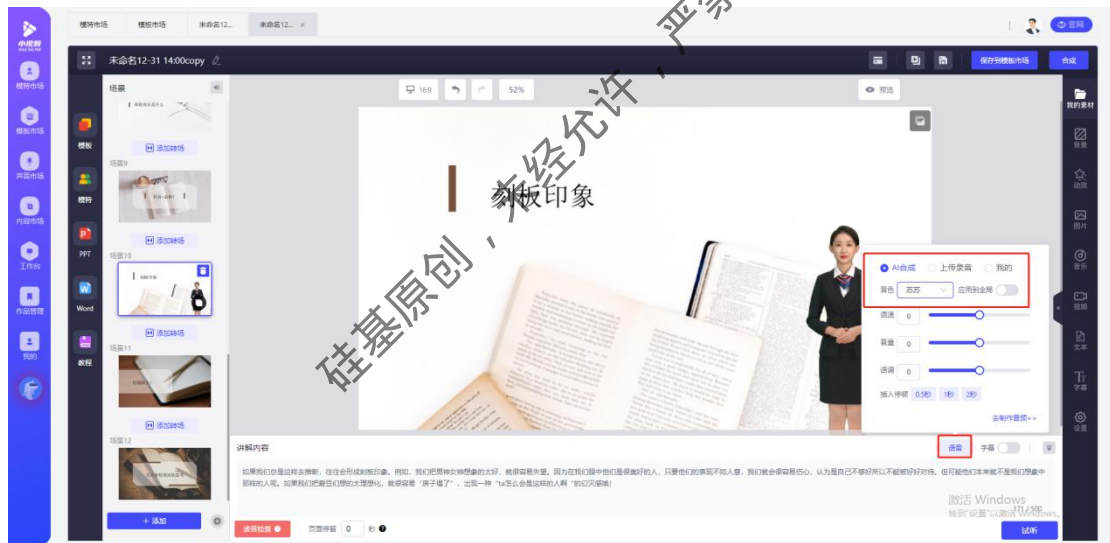 模特市场
模板市场
未命名12...
未命名12... ×
官网
模特市场
模板市场
声音市场
内容市场
工作台
作品管理
我的
未命名12-31 14:00copy
保存到模板市场
合成
模板
模特
PPT
Word
教程
场景
添加转场
场景9
添加转场
场景10
添加转场
场景11
添加转场
场景12
+ 添加
16:9
52%
预览
刻板印象
硅基原创，未经允许，严禁
AI合成
上传录音
我的
音色
苏苏
应用到全局
语速 0
音量 0
语调 0
插入停顿 0.5秒 1秒 2秒
去制作音频>>
我的素材
背景
动效
图片
音乐
视频
文本
字幕
设置
讲解内容
语音
字幕
如果我们总是这样去推断，往往会形成刻板印象。例如，我们把男神女神想象的太好，就很容易失望。因为在我们眼中他们是很美好的人，只要他们的表现不如人意，我们就会很容易伤心，认为是自己不够好所以不能被好好对待。但可能他们本来就不是我们想象中
那样的人呢。如果我们把爱豆们想的太理想化，就很容易“房子塌了”，出现一种“ta怎么会是这样的人啊”的幻灭感嘛！
激活 Windows
转到"设置"以激活 Windows。
171 / 500
页面停留 0 秒
试听